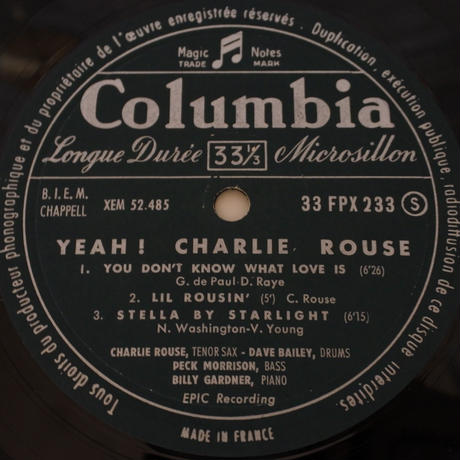 Tous droits du producteur phonographique et du propriétaire de l'œuvre enregistrée réservés. Duplication, exécution publique, radiodiffusion de ce disque interdites.
Magic Notes
TRADE MARK
Columbia
Longue Durée 33 1/3 Microsillon
B.I.E.M.
CHAPPELL
XEM 52.485
33 FPX 233 S
YEAH! CHARLIE ROUSE
1. YOU DON'T KNOW WHAT LOVE IS (6'26)
G. de Paul-D. Raye
2. LIL ROUSIN' (5') C. Rouse
3. STELLA BY STARLIGHT (6'15)
N. Washington-V. Young
CHARLIE ROUSE, TENOR SAX - DAVE BAILEY, DRUMS
PECK MORRISON, BASS
BILLY GARDNER, PIANO
EPIC Recording
MADE IN FRANCE